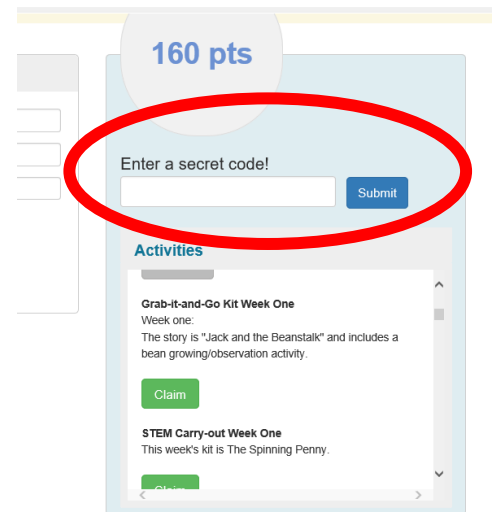 160 pts
Enter a secret code!
Submit
Activities
Grab-it-and-Go Kit Week One
Week one:
The story is "Jack and the Beanstalk" and includes a
bean growing/observation activity.
Claim
STEM Carry-out Week One
This week's kit is The Spinning Penny.
Claim